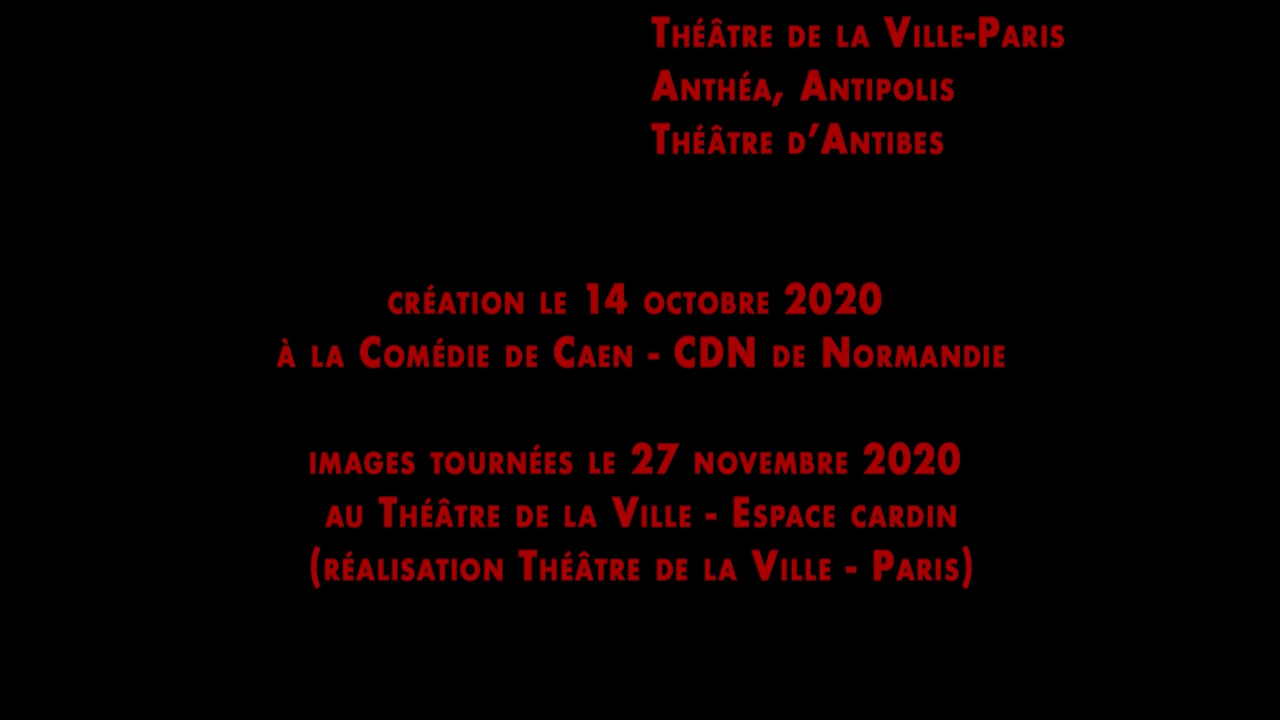 Théâtre de la Ville-Paris
Anthéa, Antipolis
Théâtre d’Antibes
création le 14 octobre 2020
à la Comédie de Caen - CDN de Normandie
images tournées le 27 novembre 2020
au Théâtre de la Ville - Espace cardin
(réalisation Théâtre de la Ville - Paris)